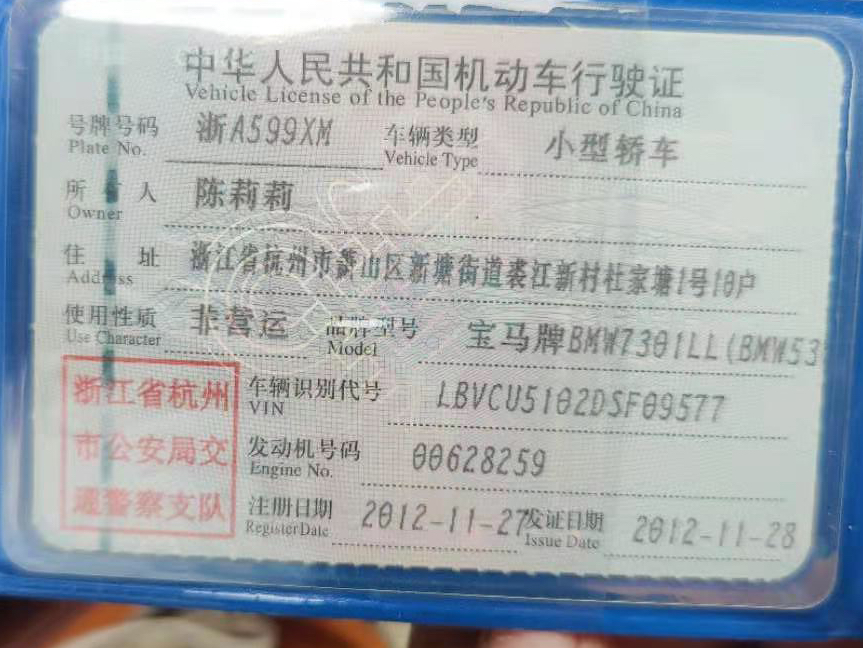 中华人民共和国机动车行驶证
Vehicle License of the People's Republic of China
号牌号码 浙A599XM 车辆类型 小型轿车
Plate No. Vehicle Type
所有人 陈莉莉
Owner
住址 浙江省杭州市萧山区新塘街道裘江新村杜家塘1号10户
Address
使用性质 非营运 品牌型号 宝马牌BMW7301LL(BMW53
Use Character Model
浙江省杭州 车辆识别代号 LBVCU5102DSF09577
VIN
市公安局交 发动机号码 00628259
Engine No.
通警察支队 注册日期 2012-11-27 发证日期 2012-11-28
Register Date Issue Date